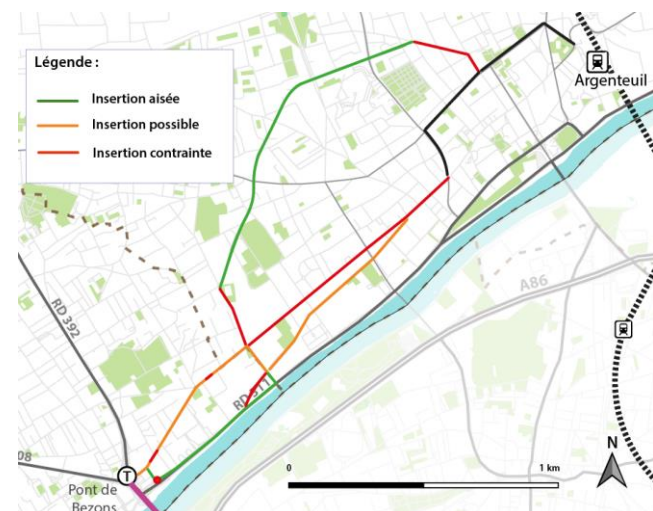 Légende :
Insertion aisée
Insertion possible
Insertion contrainte
Argenteuil
A86
RD 392
RD 311
08
T
Pont de
Bezons
0
1 km
N